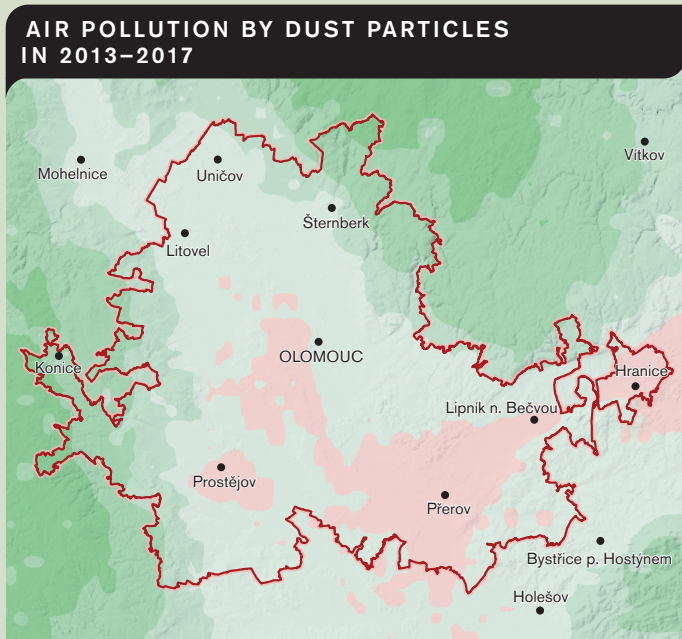 AIR POLLUTION BY DUST PARTICLES
IN 2013–2017
Vítkov
Mohelnice
Uničov
Šternberk
Litovel
OLOMOUC
Konice
Hranice
Lipník n. Bečvou
Prostějov
Přerov
Bystřice p. Hostýnem
Holešov